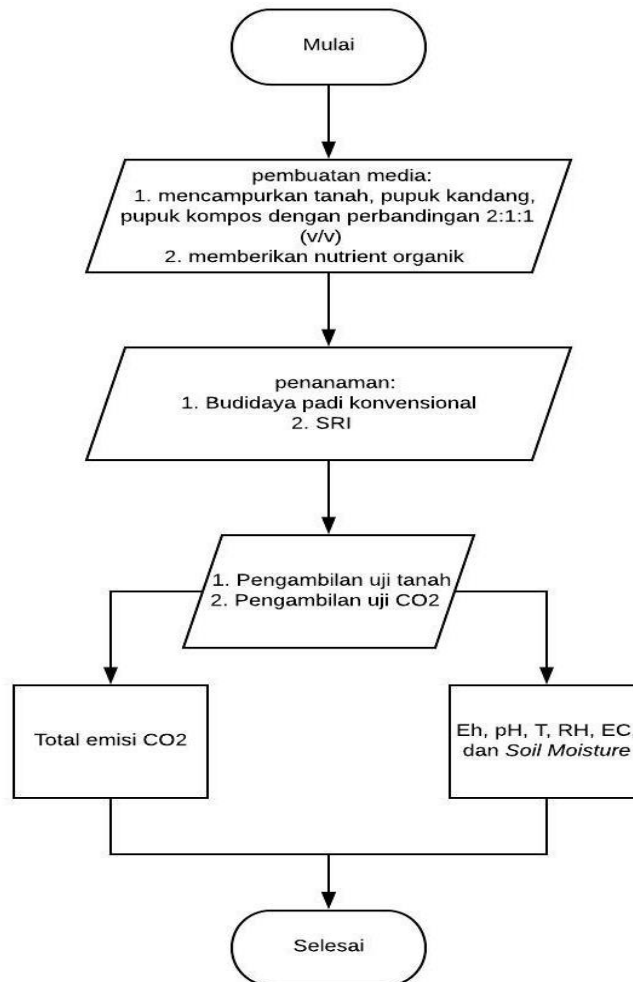 Mulai
pembuatan media:
1. mencampurkan tanah, pupuk kandang,
pupuk kompos dengan perbandingan 2:1:1
(v/v)
2. memberikan nutrient organik
penanaman:
1. Budidaya padi konvensional
2. SRI
1. Pengambilan uji tanah
2. Pengambilan uji CO2
Total emisi CO2
Eh, pH, T, RH, EC,
dan Soil Moisture
Selesai